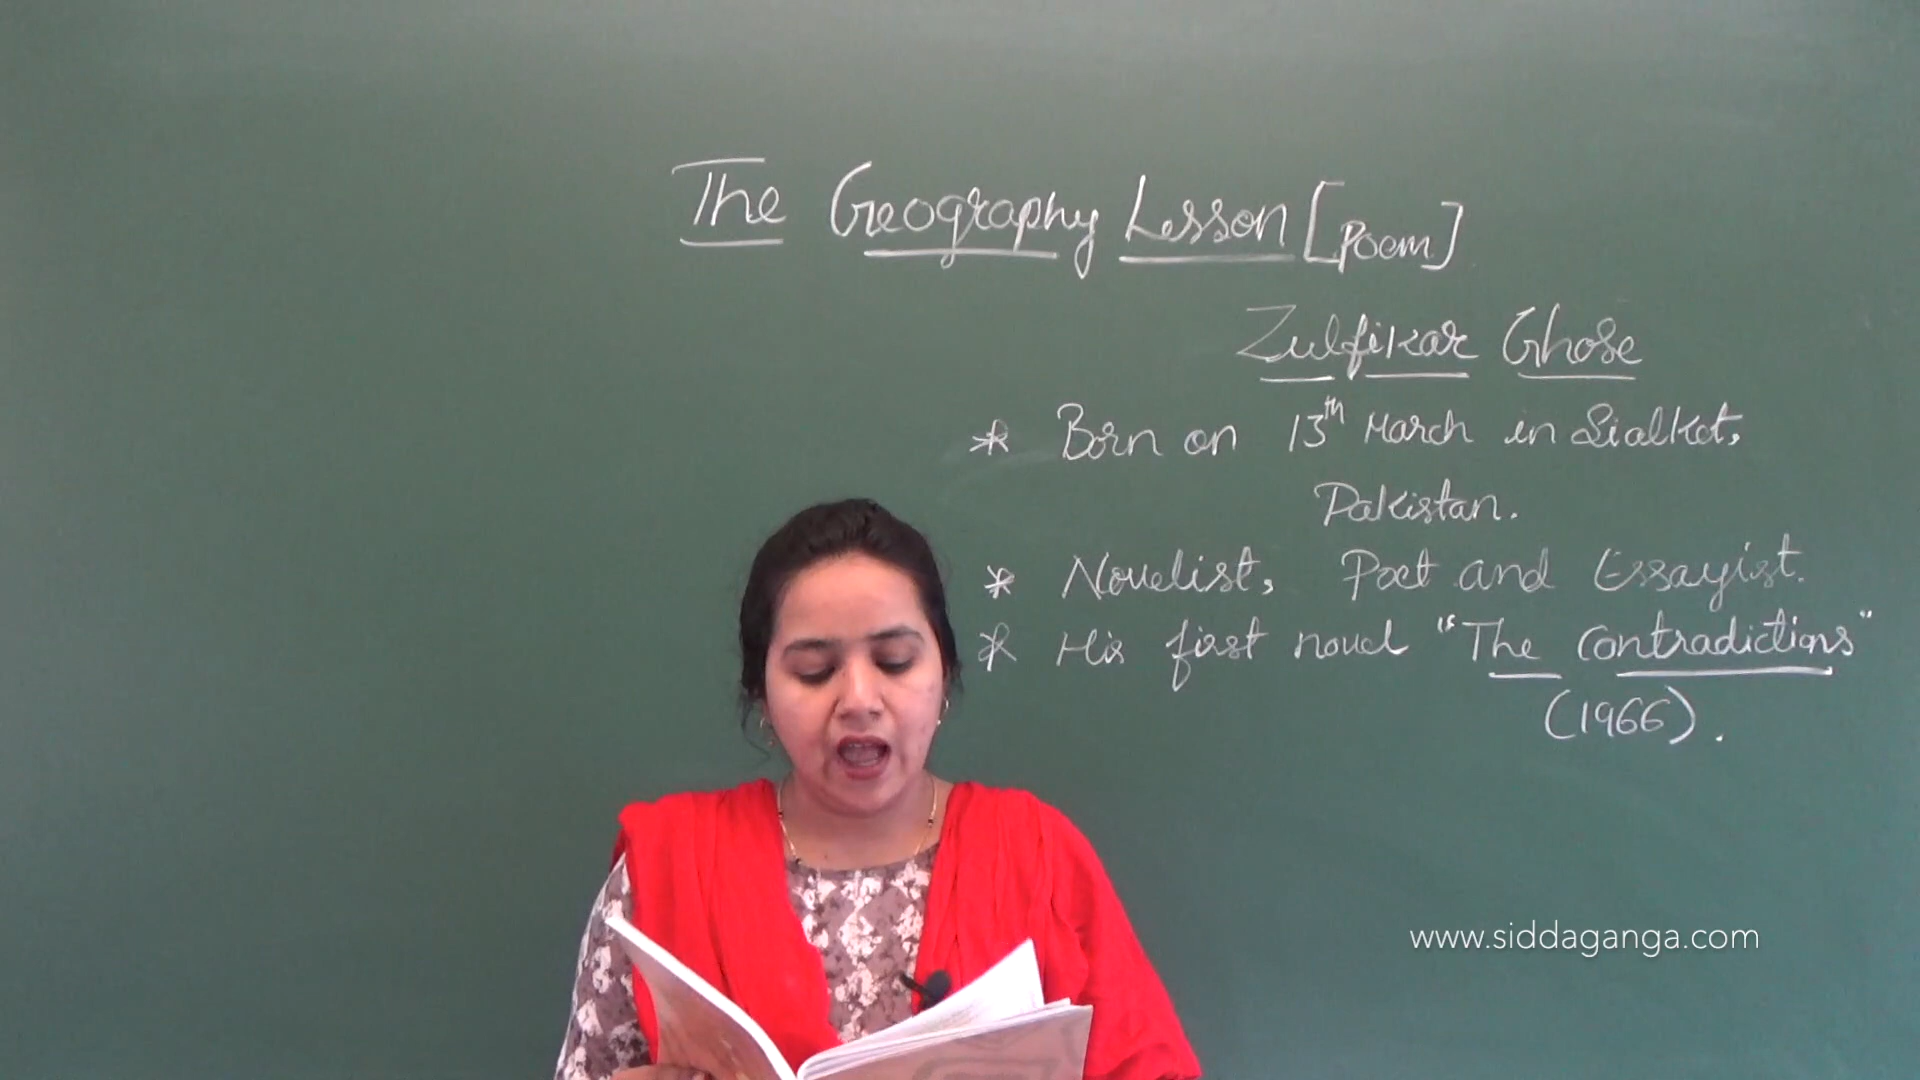 The Geography Lesson [Poem]
Zulfikar Ghose
* Born on 13th March in Sialkot,
Pakistan.
* Novelist, Poet and Essayist.
* His first novel "The Contradictions"
(1966).
www.siddaganga.com